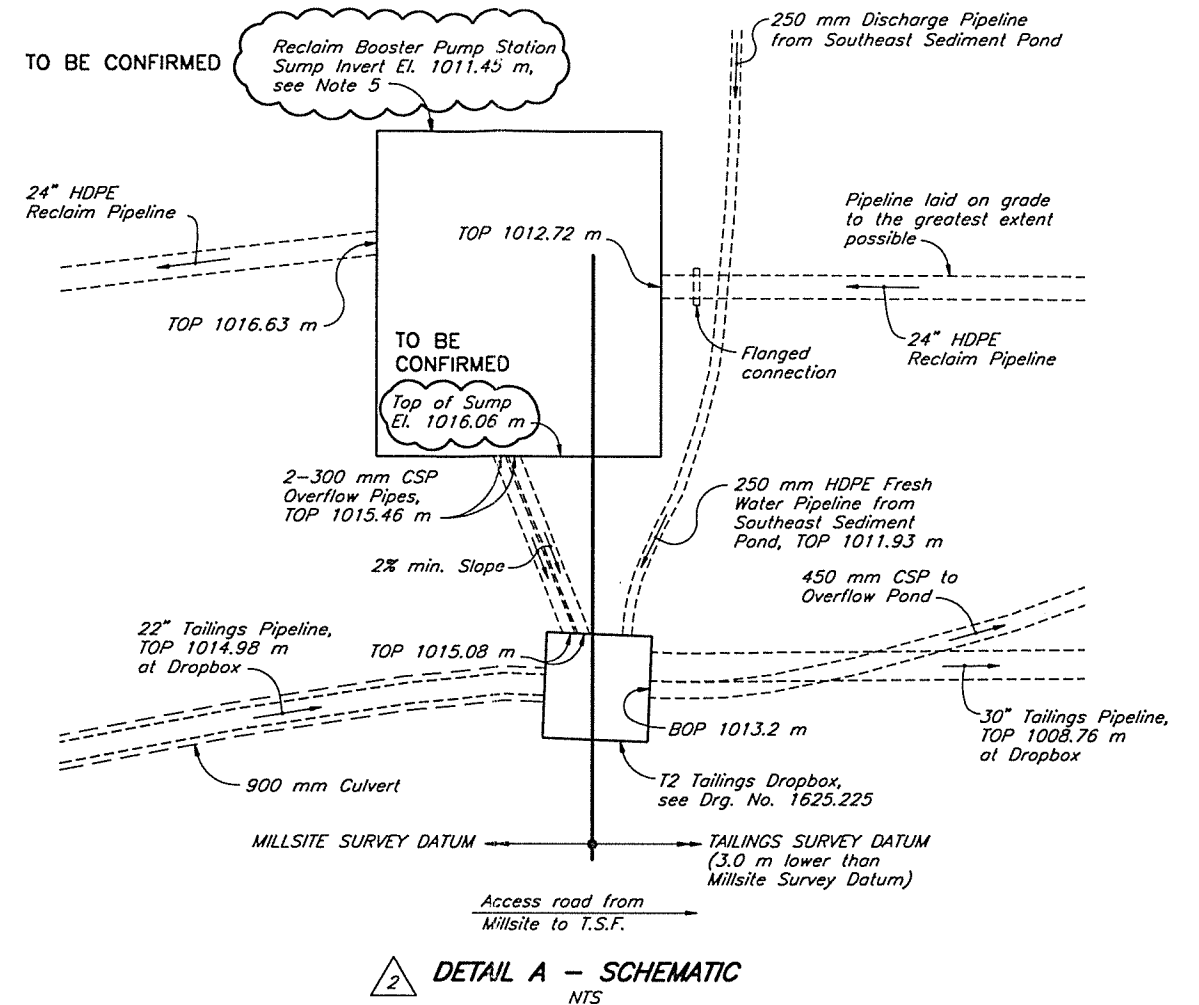 250 mm Discharge Pipeline
from Southeast Sediment Pond
TO BE CONFIRMED
Reclaim Booster Pump Station
Sump Invert El. 1011.45 m,
see Note 5
24" HDPE
Reclaim Pipeline
Pipeline laid on grade
to the greatest extent
possible
TOP 1012.72 m
TOP 1016.63 m
24" HDPE
Reclaim Pipeline
Flanged
connection
TO BE
CONFIRMED
Top of Sump
El. 1016.06 m
2-300 mm CSP
Overflow Pipes,
TOP 1015.46 m
250 mm HDPE Fresh
Water Pipeline from
Southeast Sediment
Pond, TOP 1011.93 m
2% min. Slope
450 mm CSP to
Overflow Pond
22" Tailings Pipeline,
TOP 1014.98 m
at Dropbox
TOP 1015.08 m
BOP 1013.2 m
30" Tailings Pipeline,
TOP 1008.76 m
at Dropbox
900 mm Culvert
T2 Tailings Dropbox,
see Drg. No. 1625.225
MILLSITE SURVEY DATUM
TAILINGS SURVEY DATUM
(3.0 m lower than
Millsite Survey Datum)
Access road from
Millsite to T.S.F.
2
DETAIL A - SCHEMATIC
NTS